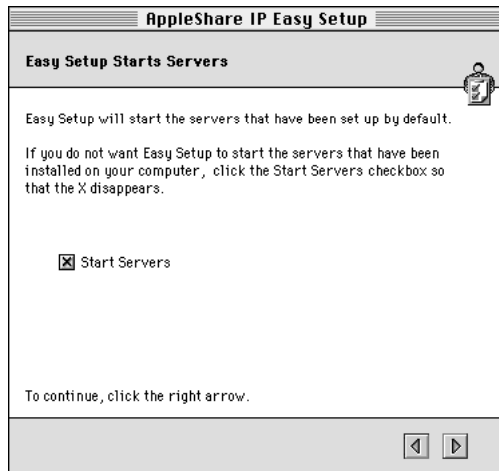 AppleShare IP Easy Setup
Easy Setup Starts Servers
Easy Setup will start the servers that have been set up by default.
If you do not want Easy Setup to start the servers that have been
installed on your computer, click the Start Servers checkbox so
that the X disappears.
Start Servers
To continue, click the right arrow.